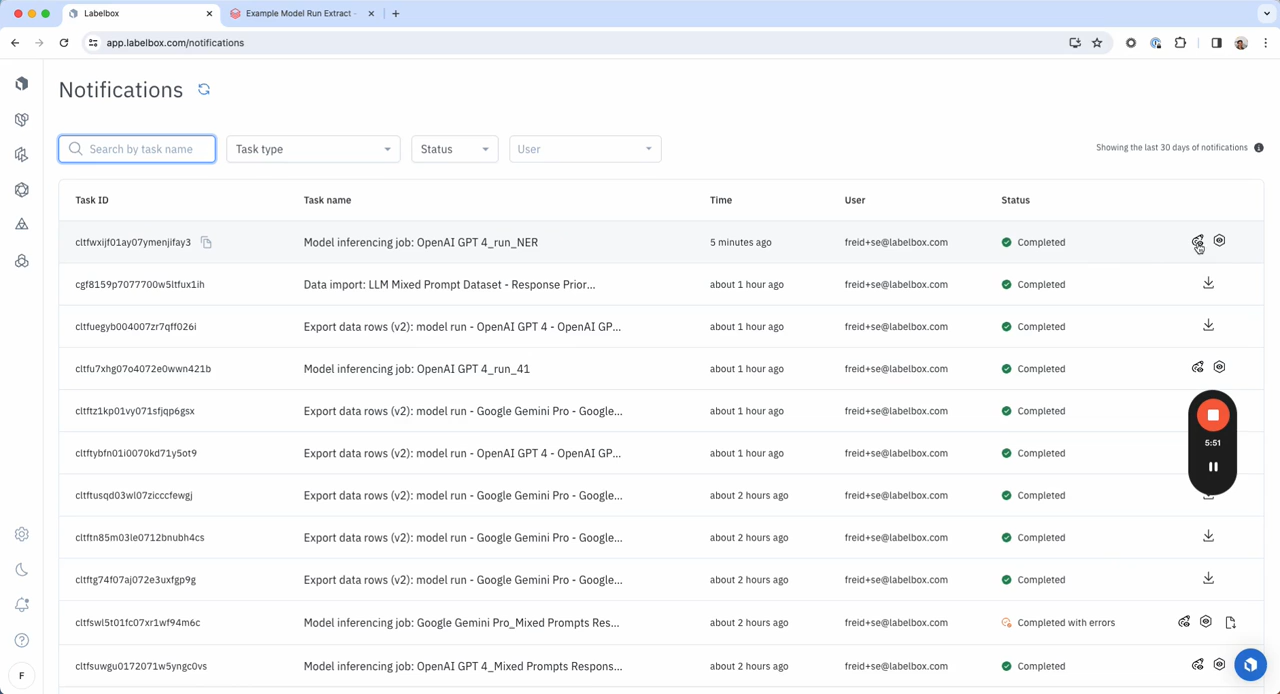 Labelbox
Example Model Run Extract
app.labelbox.com/notifications
Notifications
Search by task name
Task type
Status
User
Showing the last 30 days of notifications
Task ID Task name Time User Status
cltfwxijf01ay07ymenjifay3 Model inferencing job: OpenAI GPT 4_run_NER 5 minutes ago freid+se@labelbox.com Completed
cgf8159p7077700w5ltfux1ih Data import: LLM Mixed Prompt Dataset - Response Prior... about 1 hour ago freid+se@labelbox.com Completed
cltfuegyb004007zr7qff026i Export data rows (v2): model run - OpenAI GPT 4 - OpenAI GP... about 1 hour ago freid+se@labelbox.com Completed
cltfu7xhg07o4072e0wwn421b Model inferencing job: OpenAI GPT 4_run_41 about 1 hour ago freid+se@labelbox.com Completed
cltftz1kp01vy071sfjqp6gsx Export data rows (v2): model run - Google Gemini Pro - Google... about 1 hour ago freid+se@labelbox.com Completed
cltftybfn01i0070kd71y5ot9 Export data rows (v2): model run - OpenAI GPT 4 - OpenAI GP... about 2 hours ago freid+se@labelbox.com Completed
cltftusqd03wl07zicccfewgj Export data rows (v2): model run - Google Gemini Pro - Google... about 2 hours ago freid+se@labelbox.com Completed
cltftn85m03le0712bnubh4cs Export data rows (v2): model run - Google Gemini Pro - Google... about 2 hours ago freid+se@labelbox.com Completed
cltftg74f07aj072e3uxfgp9g Export data rows (v2): model run - Google Gemini Pro - Google... about 2 hours ago freid+se@labelbox.com Completed
cltfswl5t01fc07xr1wf94m6c Model inferencing job: Google Gemini Pro_Mixed Prompts Res... about 2 hours ago freid+se@labelbox.com Completed with errors
cltfsuwgu0172071w5yngc0vs Model inferencing job: OpenAI GPT 4_Mixed Prompts Respons... about 2 hours ago freid+se@labelbox.com Completed
5:51
F